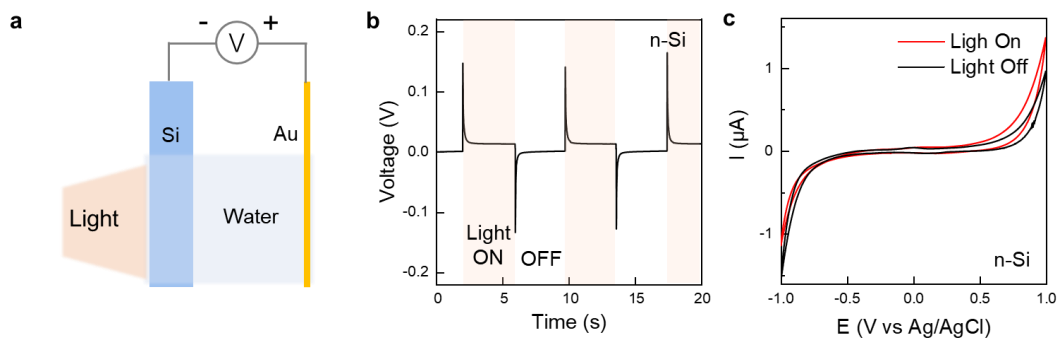 a
- +
V
Si
Au
Light
Water
b
n-Si
Voltage (V)
0.2
0.1
0.0
-0.1
-0.2
Light
ON
OFF
0
5
10
15
20
Time (s)
c
Ligh On
Light Off
I (μA)
1
0
-1
n-Si
-1.0
-0.5
0.0
0.5
1.0
E (V vs Ag/AgCl)